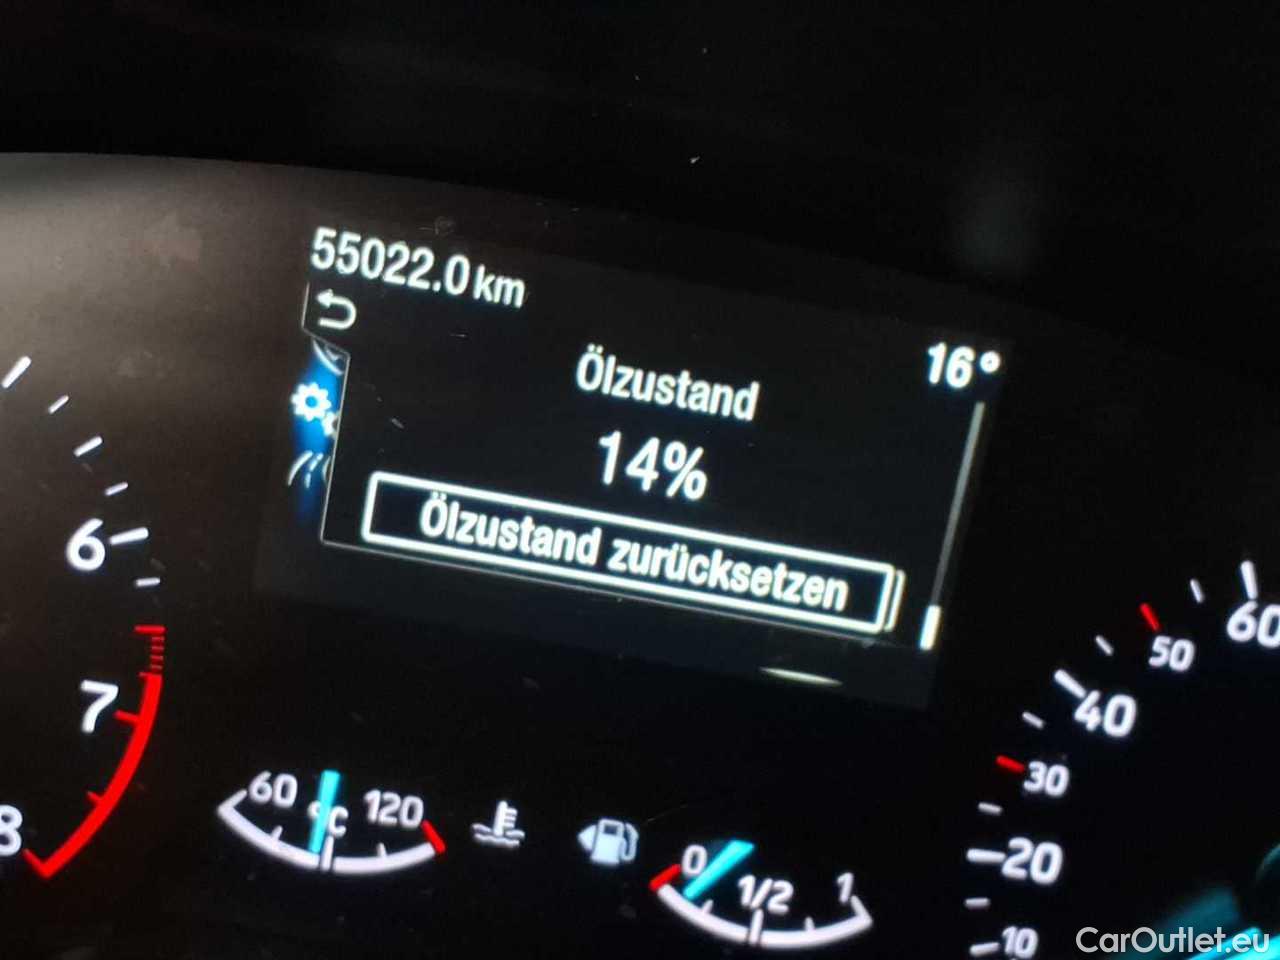 55022.0 km
16°
Ölzustand
14%
Ölzustand zurücksetzen
6
7
8
60
50
40
30
20
10
60 °C 120
0 1/2 1
CarOutlet.eu